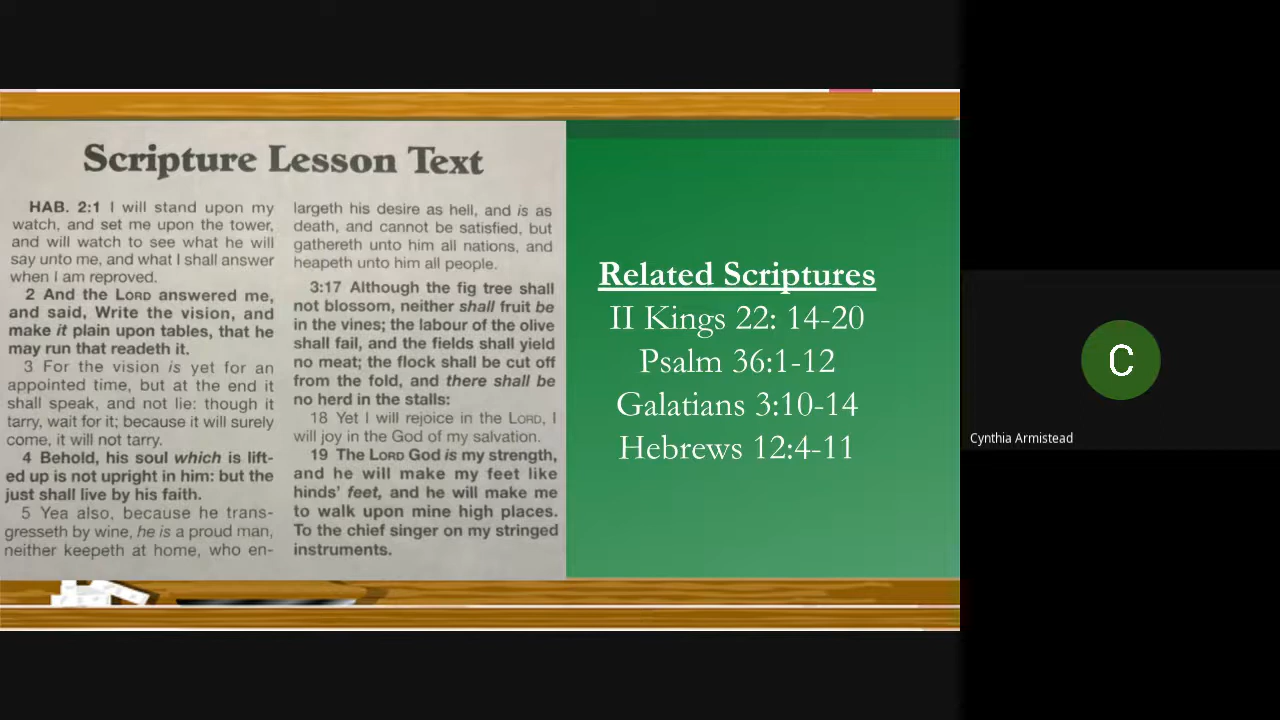 Scripture Lesson Text
HAB. 2:1 I will stand upon my
watch, and set me upon the tower,
and will watch to see what he will
say unto me, and what I shall answer
when I am reproved.
2 And the LORD answered me,
and said, Write the vision, and
make it plain upon tables, that he
may run that readeth it.
3 For the vision is yet for an
appointed time, but at the end it
shall speak, and not lie: though it
tarry, wait for it; because it will surely
come, it will not tarry.
4 Behold, his soul which is lift-
ed up is not upright in him: but the
just shall live by his faith.
5 Yea also, because he trans-
gresseth by wine, he is a proud man,
neither keepeth at home, who en-
largeth his desire as hell, and is as
death, and cannot be satisfied, but
gathereth unto him all nations, and
heapeth unto him all people.
3:17 Although the fig tree shall
not blossom, neither shall fruit be
in the vines; the labour of the olive
shall fail, and the fields shall yield
no meat; the flock shall be cut off
from the fold, and there shall be
no herd in the stalls:
18 Yet I will rejoice in the LORD, I
will joy in the God of my salvation.
19 The LORD God is my strength,
and he will make my feet like
hinds' feet, and he will make me
to walk upon mine high places.
To the chief singer on my stringed
instruments.
Related Scriptures
II Kings 22: 14-20
Psalm 36:1-12
Galatians 3:10-14
Hebrews 12:4-11
C
Cynthia Armistead